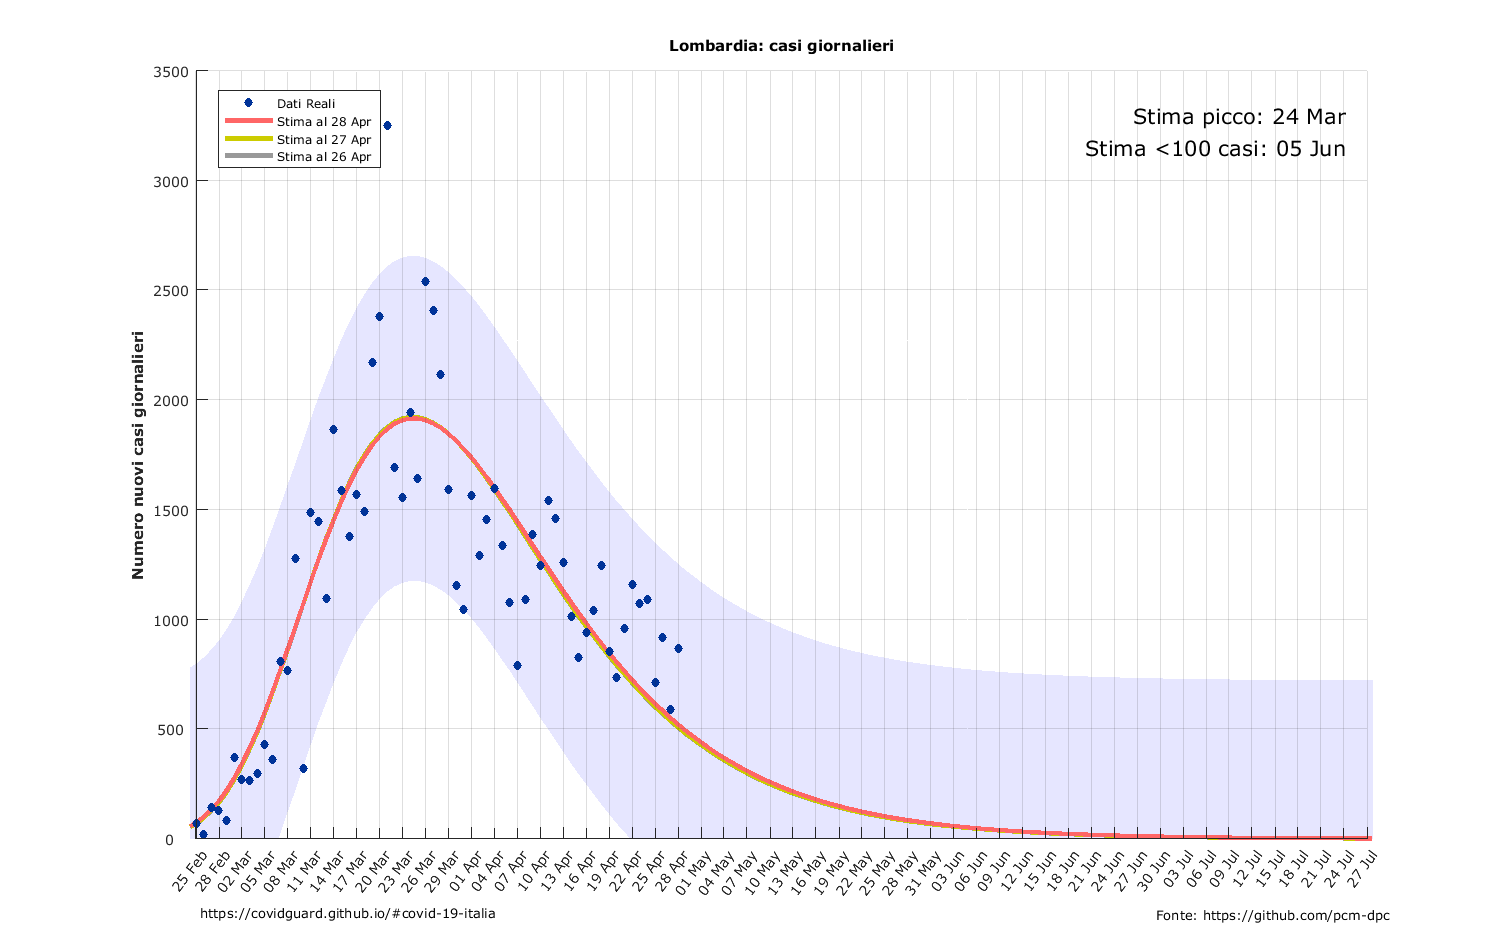 Lombardia: casi giornalieri
Dati Reali
Stima al 28 Apr
Stima al 27 Apr
Stima al 26 Apr
Stima picco: 24 Mar
Stima <100 casi: 05 Jun
Numero nuovi casi giornalieri
3500
3000
2500
2000
1500
1000
500
0
25 Feb
28 Feb
02 Mar
05 Mar
08 Mar
11 Mar
14 Mar
17 Mar
20 Mar
23 Mar
26 Mar
29 Mar
01 Apr
04 Apr
07 Apr
10 Apr
13 Apr
16 Apr
19 Apr
22 Apr
25 Apr
28 Apr
01 May
04 May
07 May
10 May
13 May
16 May
19 May
22 May
25 May
28 May
31 May
03 Jun
06 Jun
09 Jun
12 Jun
15 Jun
18 Jun
21 Jun
24 Jun
27 Jun
30 Jun
03 Jul
06 Jul
09 Jul
12 Jul
15 Jul
18 Jul
21 Jul
24 Jul
27 Jul
https://covidguard.github.io/#covid-19-italia
Fonte: https://github.com/pcm-dpc